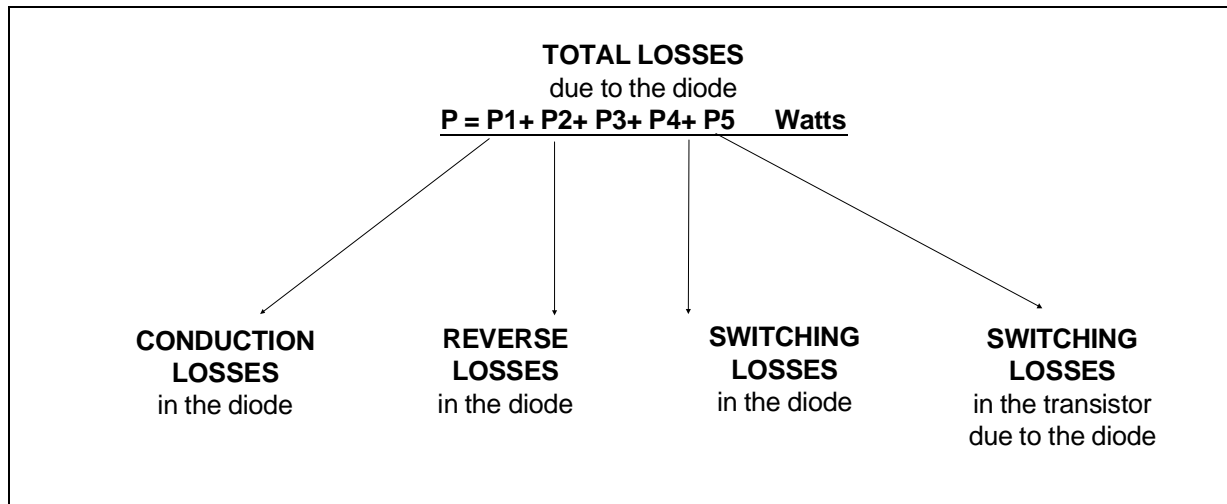 TOTAL LOSSES
due to the diode
P = P1+ P2+ P3+ P4+ P5 Watts
CONDUCTION
LOSSES
in the diode
REVERSE
LOSSES
in the diode
SWITCHING
LOSSES
in the diode
SWITCHING
LOSSES
in the transistor
due to the diode